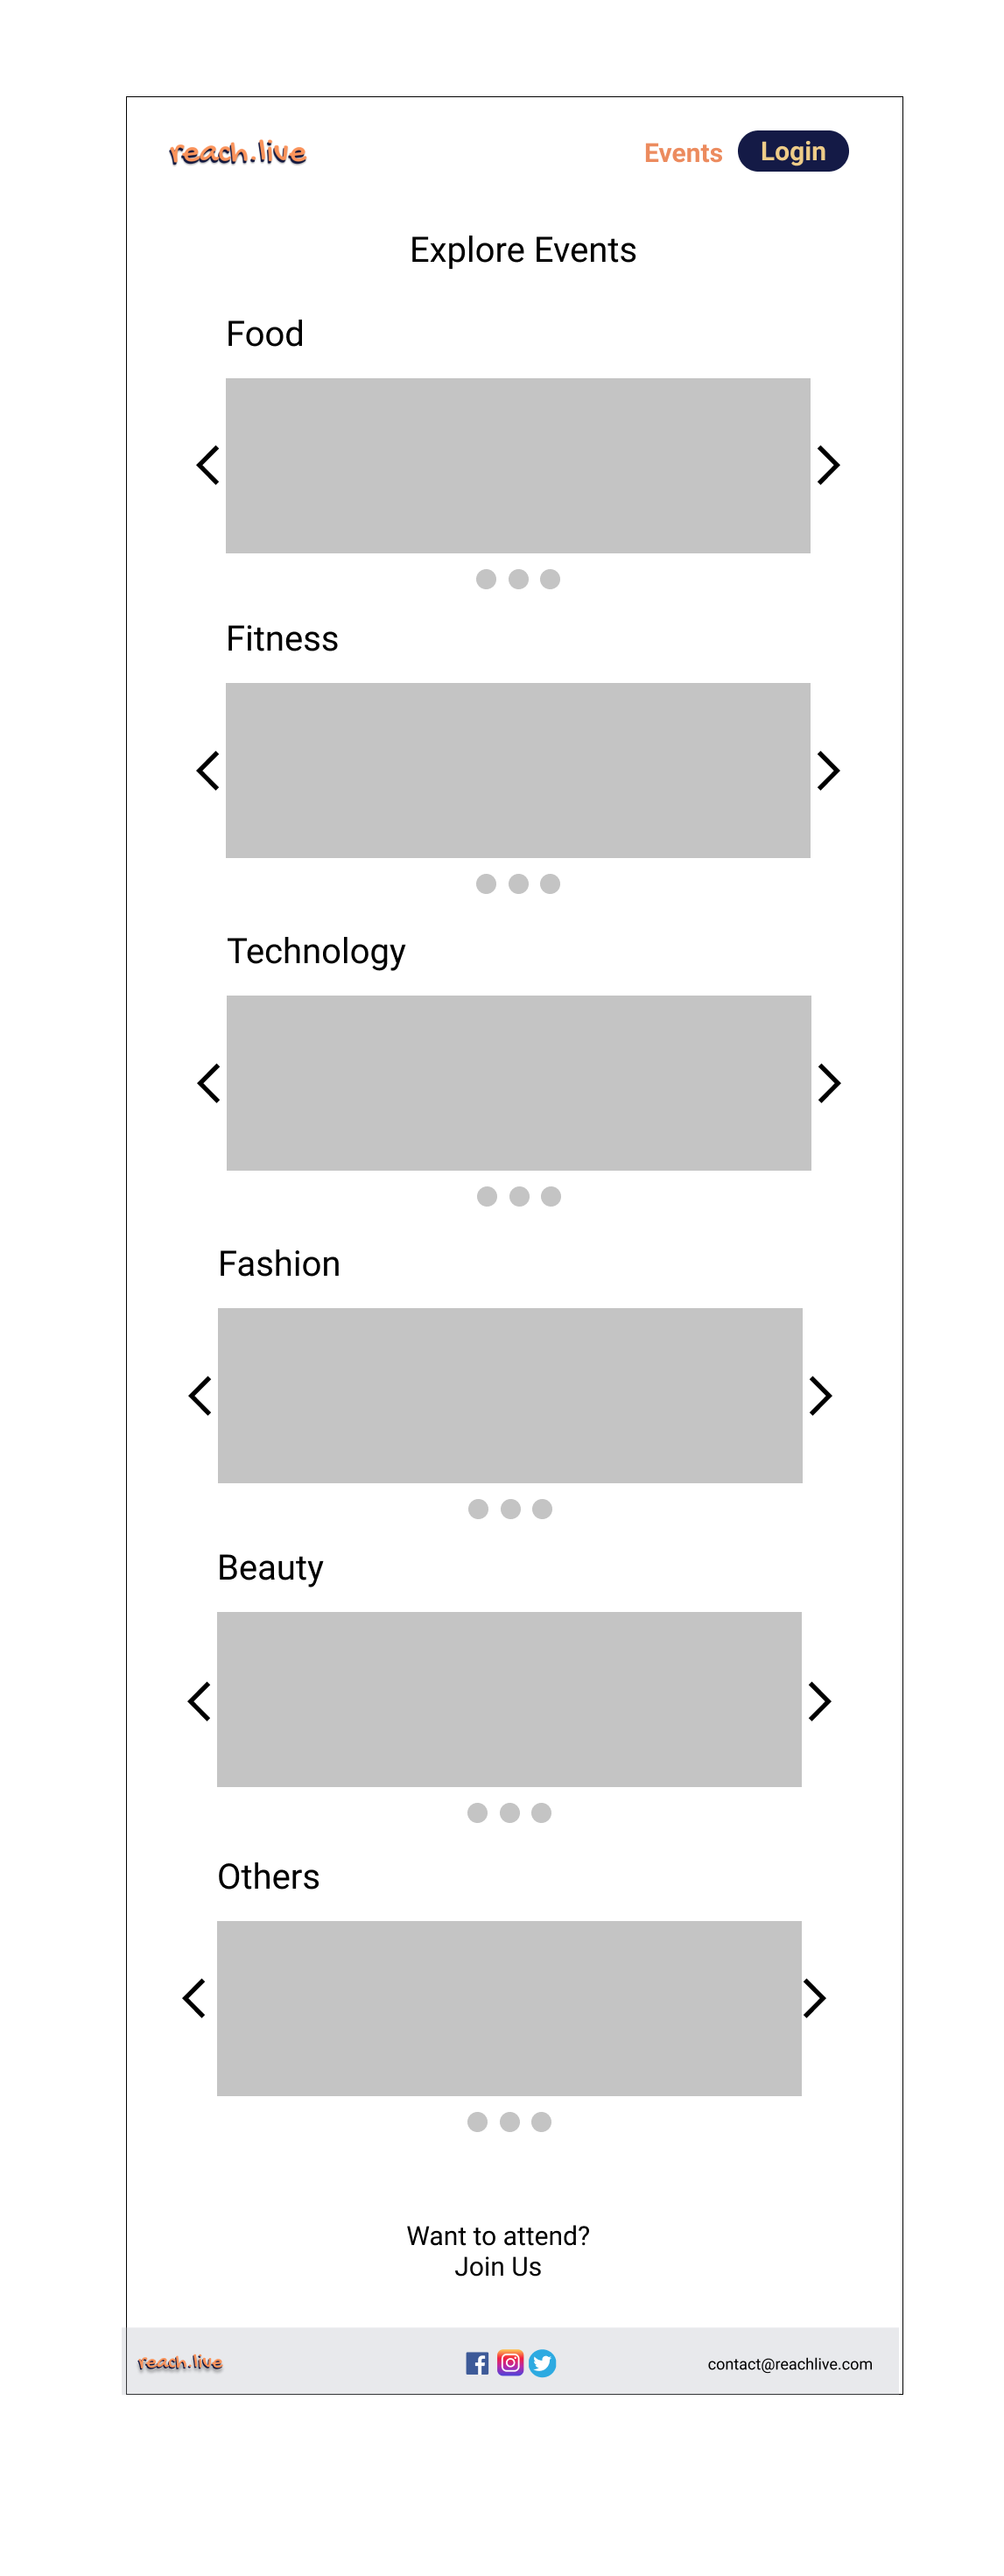 reach.live
Events
Login
Explore Events
Food
Fitness
Technology
Fashion
Beauty
Others
Want to attend?
Join Us
reach.live
contact@reachlive.com